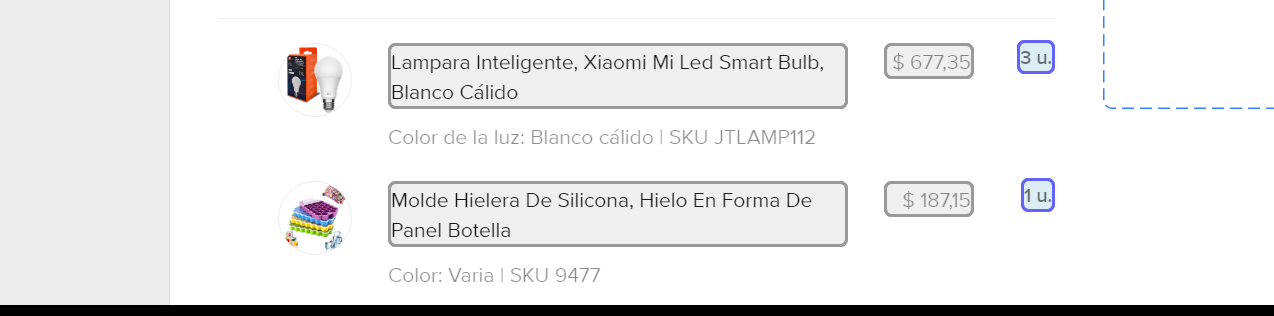 Lampara Inteligente, Xiaomi Mi Led Smart Bulb,
Blanco Cálido
$ 677,35
3 u.
Color de la luz: Blanco cálido | SKU JTLAMP112
Molde Hielera De Silicona, Hielo En Forma De
Panel Botella
$ 187,15
1 u.
Color: Varia | SKU 9477